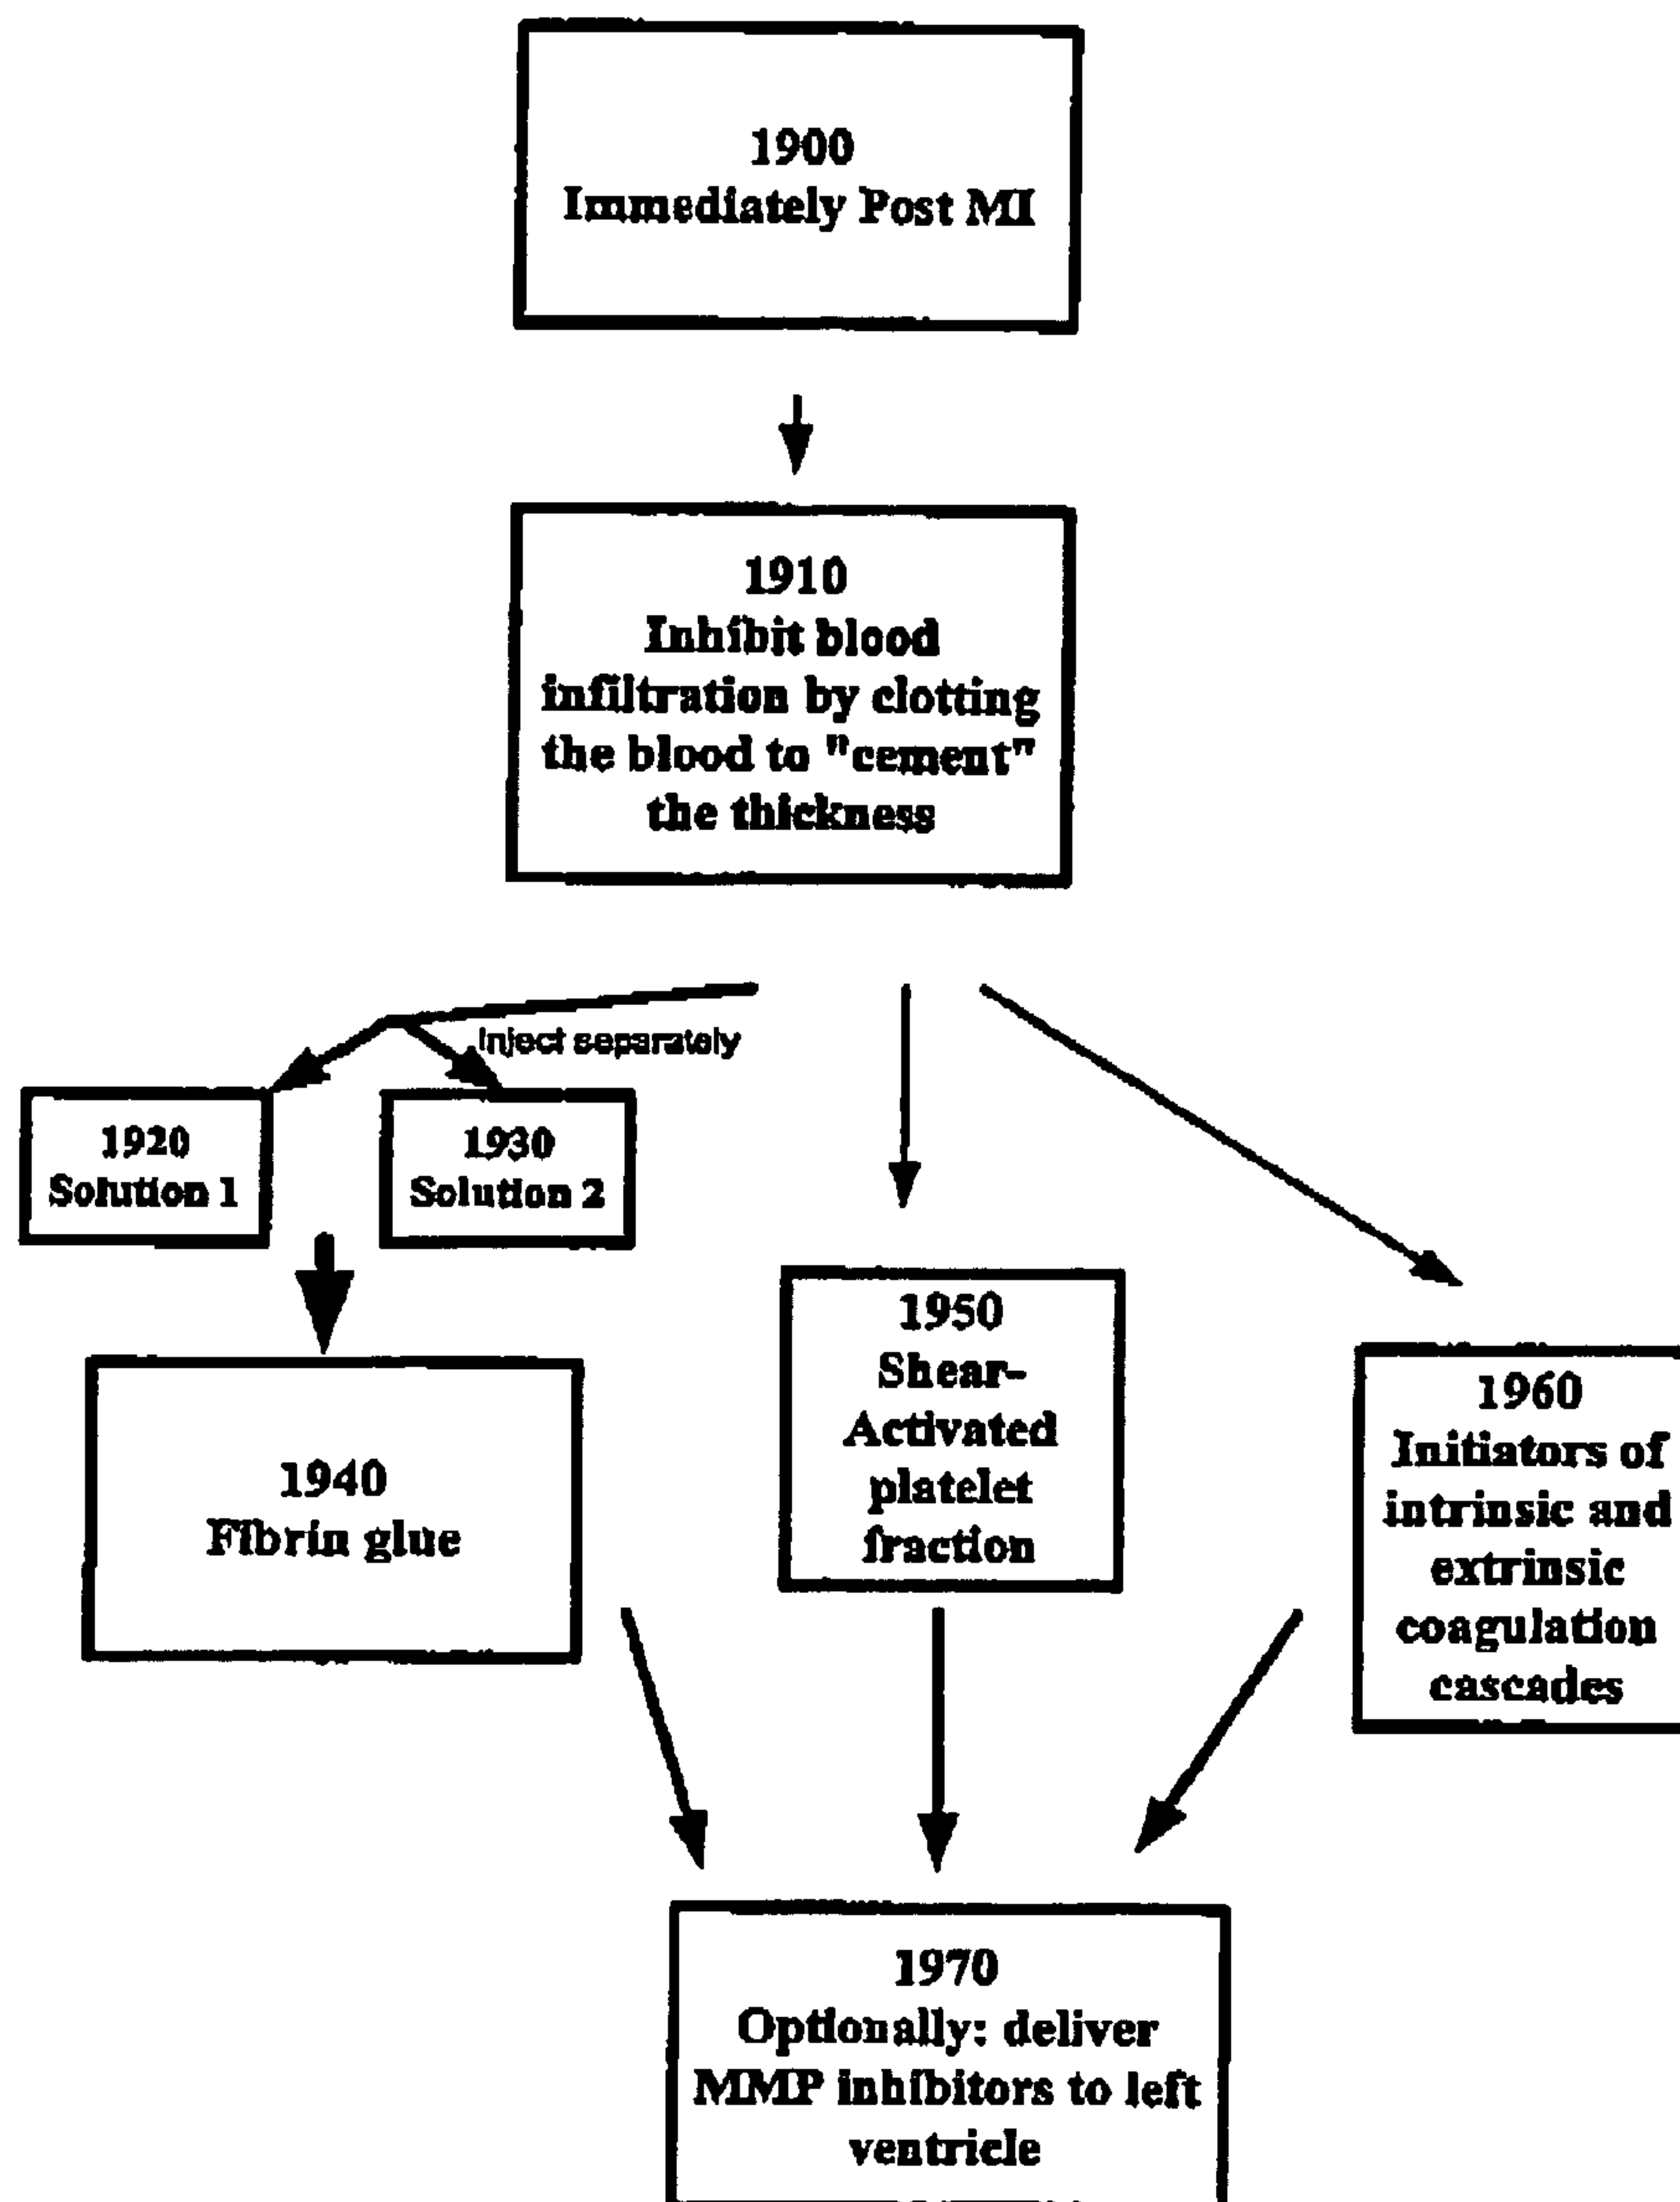 1900
Immediately Post MI
1910
Inhibit blood
infiltration by clotting
the blood to "cement"
the thickness
Inject separately
1920
Solution 1
1930
Solution 2
1940
Fibrin glue
1950
Shear-
Activated
platelet
fraction
1960
Initiators of
intrinsic and
extrinsic
coagulation
cascades
1970
Optionally: deliver
MMP inhibitors to left
ventricle